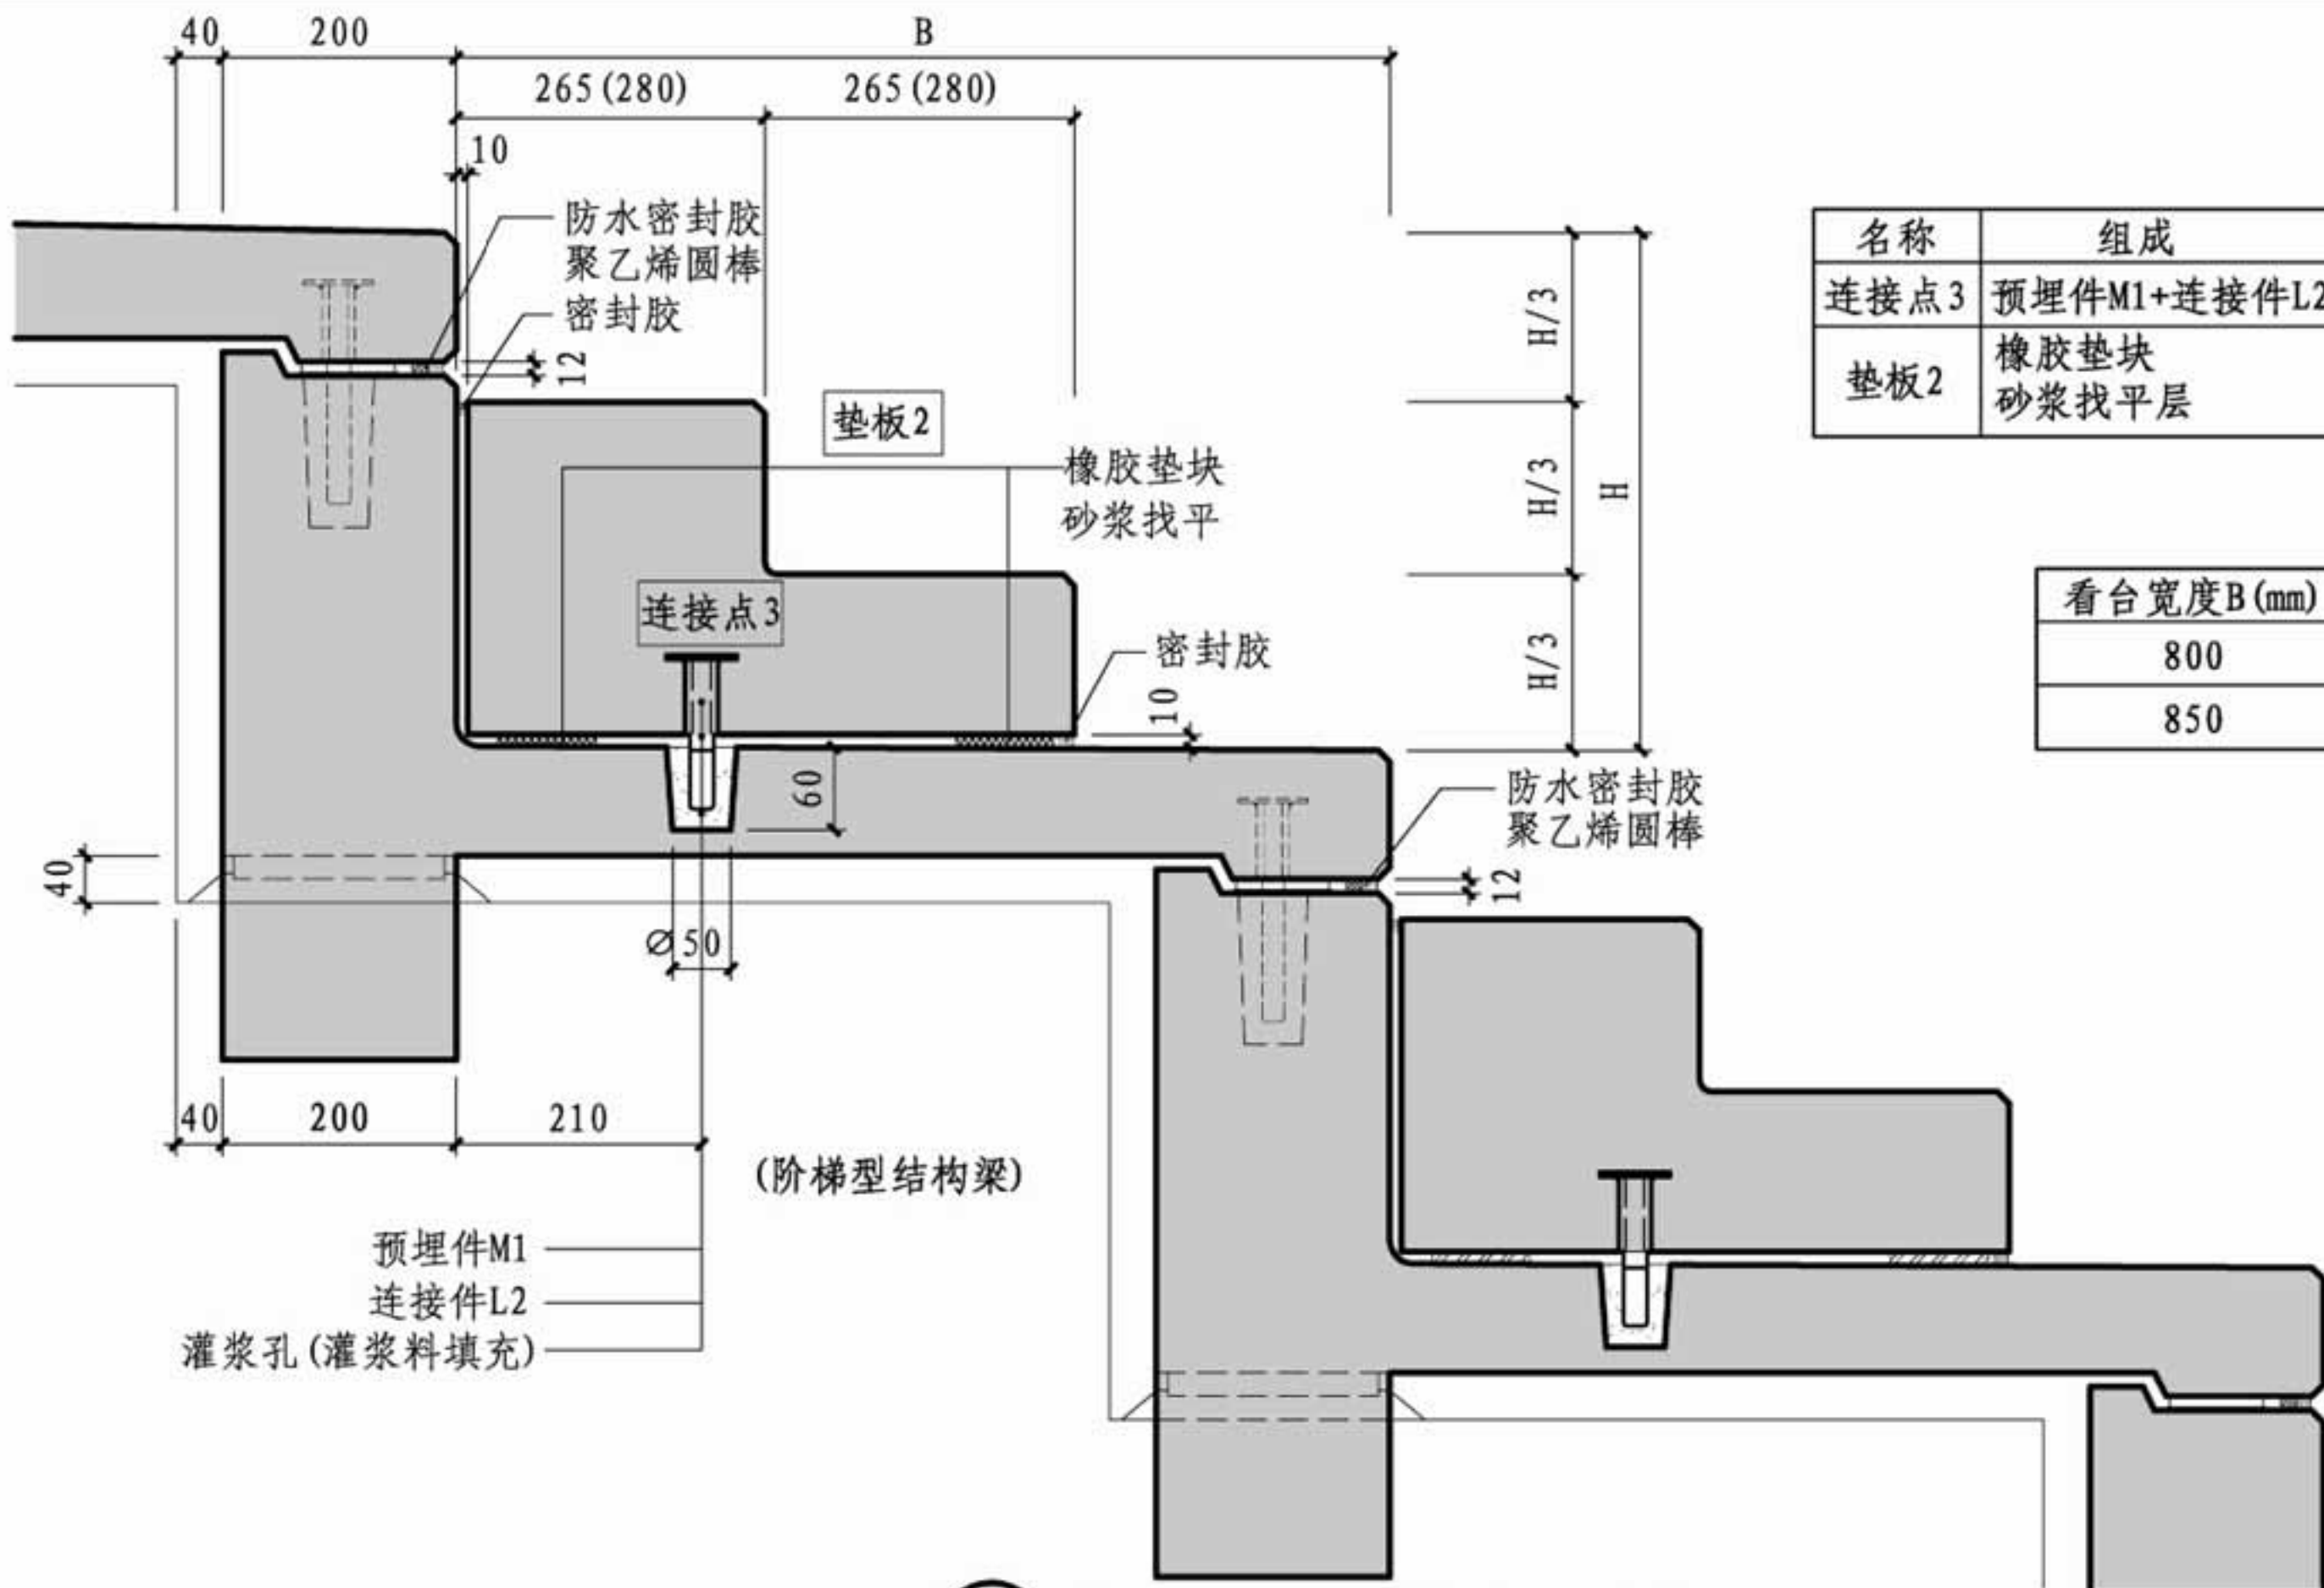 40 200 B
265(280) 265(280)
10
防水密封胶
聚乙烯圆棒
密封胶
12
垫板2
橡胶垫块
砂浆找平
连接点3
密封胶
10
60
H/3
H/3
H/3
H
名称 组成
连接点3 预埋件M1+连接件L2
垫板2 橡胶垫块
砂浆找平层
看台宽度B(mm)
800
850
防水密封胶
聚乙烯圆棒
12
40
Ø50
40 200 210
(阶梯型结构梁)
预埋件M1
连接件L2
灌浆孔(灌浆料填充)